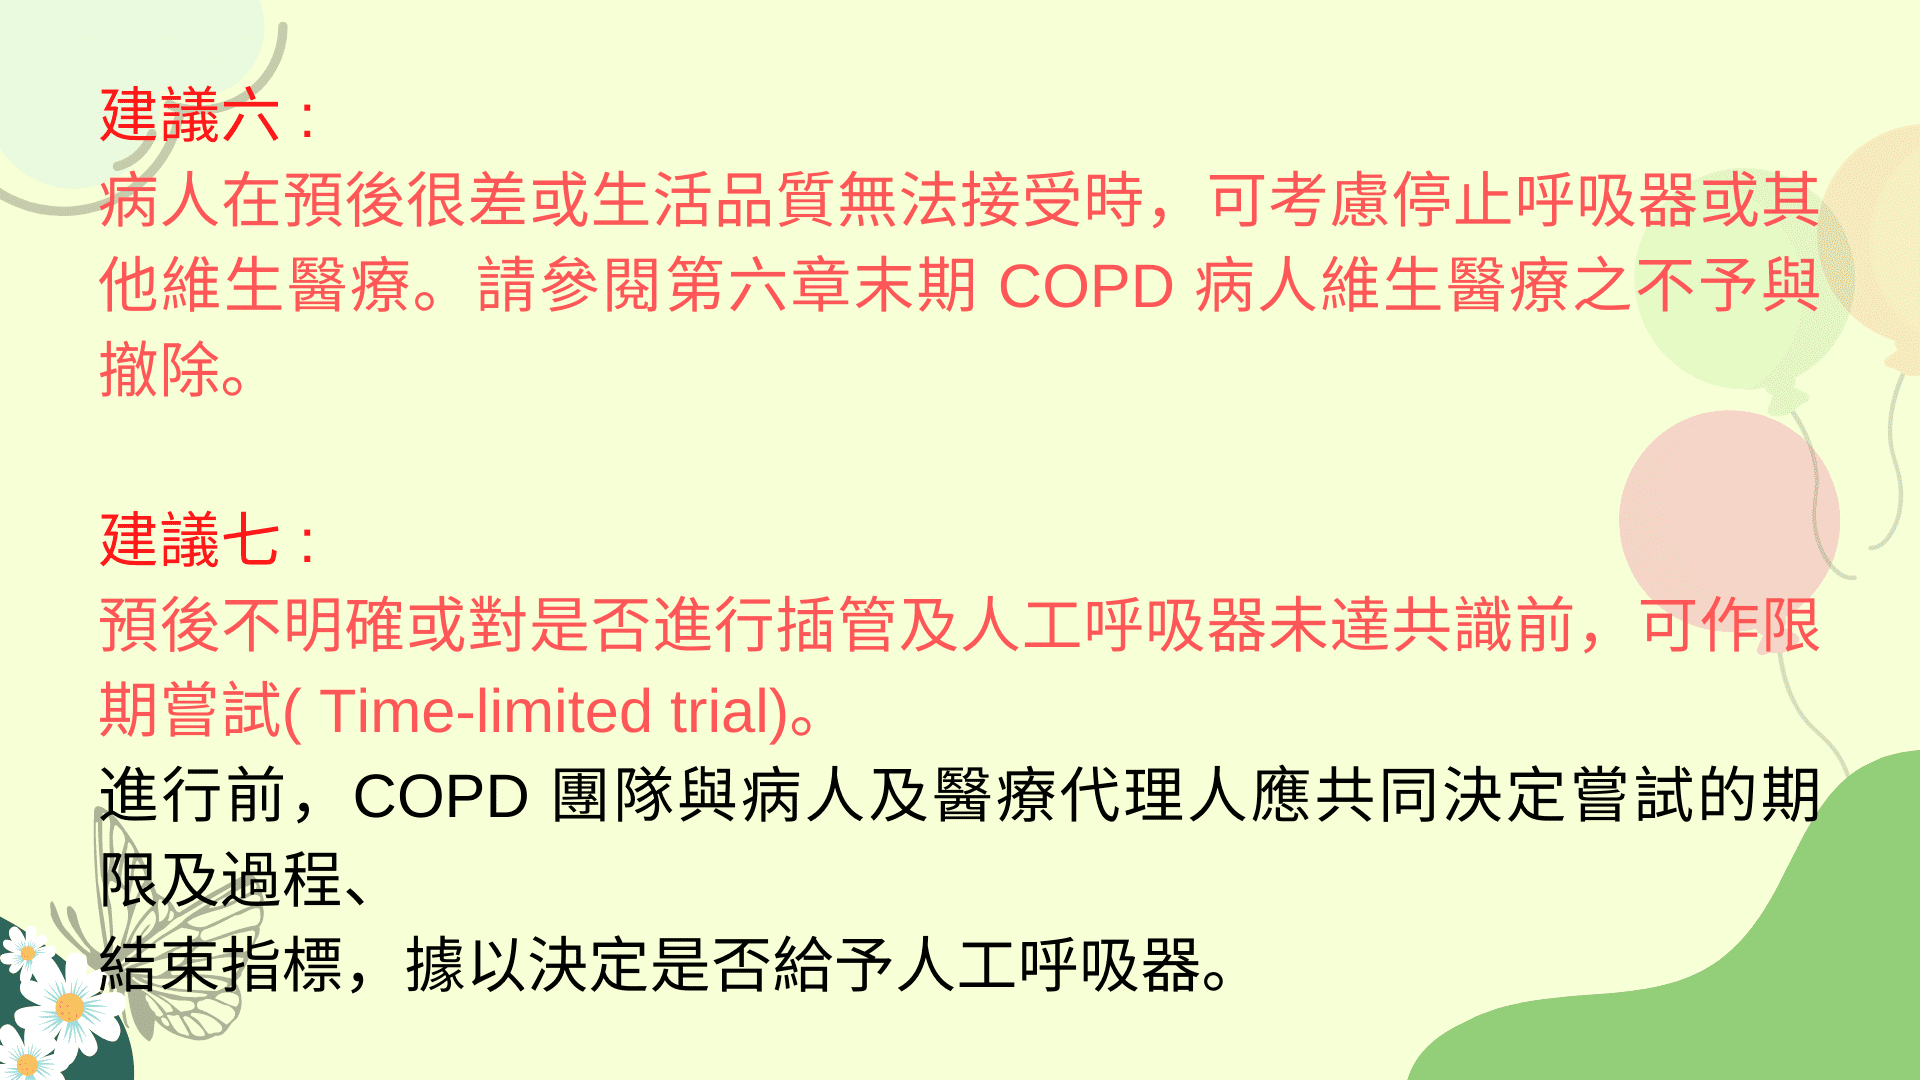 建議六 :
病人在預後很差或生活品質無法接受時，可考慮停止呼吸器或其
他維生醫療。請參閱第六章末期 COPD 病人維生醫療之不予與
撤除。
建議七 :
預後不明確或對是否進行插管及人工呼吸器未達共識前，可作限
期嘗試( Time-limited trial)。
進行前，COPD 團隊與病人及醫療代理人應共同決定嘗試的期
限及過程、
結束指標，據以決定是否給予人工呼吸器。